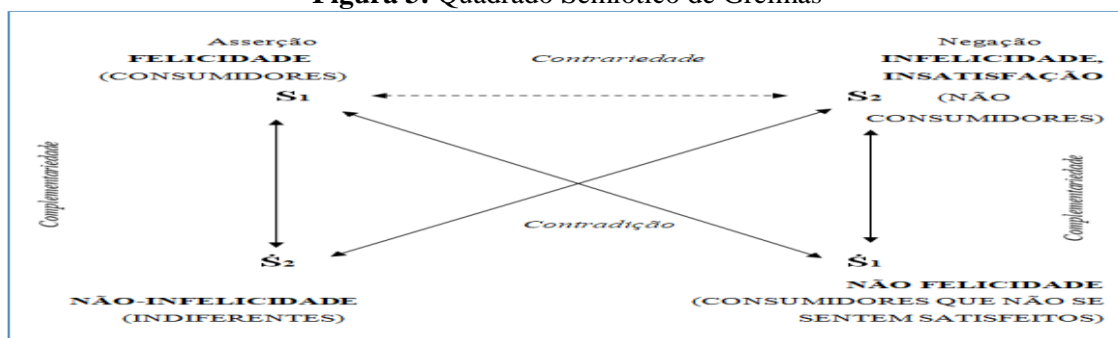 Figura 3: Quadrado Semiótico de Greimas
Asserção
FELICIDADE
(CONSUMIDORES)
S1
Contrariedade
Negação
INFELICIDADE,
INSATISFAÇÃO
S2 (NÃO
CONSUMIDORES)
Complementariedade
Contradição
Complementariedade
Ṡ2
NÃO-INFELICIDADE
(INDIFERENTES)
Ṡ1
NÃO FELICIDADE
(CONSUMIDORES QUE NÃO SE
SENTEM SATISFEITOS)